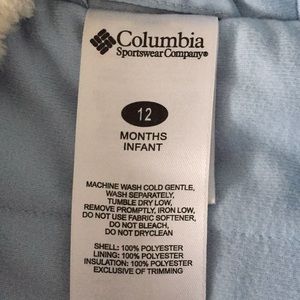 Columbia
Sportswear Company®
12
MONTHS
INFANT
MACHINE WASH COLD GENTLE,
WASH SEPARATELY,
TUMBLE DRY LOW,
REMOVE PROMPTLY, IRON LOW,
DO NOT USE FABRIC SOFTENER,
DO NOT BLEACH,
DO NOT DRYCLEAN
SHELL: 100% POLYESTER
LINING: 100% POLYESTER
INSULATION: 100% POLYESTER
EXCLUSIVE OF TRIMMING